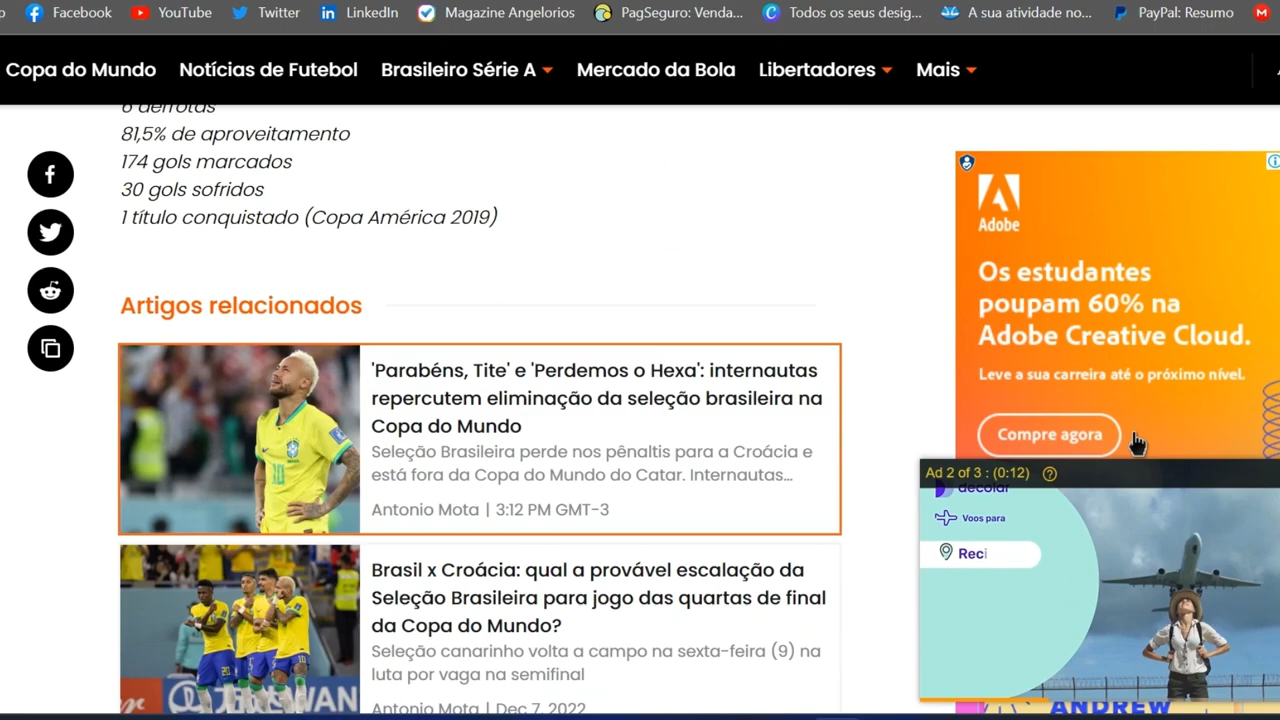 Facebook
YouTube
Twitter
LinkedIn
Magazine Angelorios
PagSeguro: Venda...
Todos os seus desig...
A sua atividade no...
PayPal: Resumo
Copa do Mundo
Notícias de Futebol
Brasileiro Série A
Mercado da Bola
Libertadores
Mais
6 derrotas
81,5% de aproveitamento
174 gols marcados
30 gols sofridos
1 título conquistado (Copa América 2019)
Artigos relacionados
'Parabéns, Tite' e 'Perdemos o Hexa': internautas
repercutem eliminação da seleção brasileira na
Copa do Mundo
Seleção Brasileira perde nos pênaltis para a Croácia e
está fora da Copa do Mundo do Catar. Internautas...
Antonio Mota | 3:12 PM GMT-3
Brasil x Croácia: qual a provável escalação da
Seleção Brasileira para jogo das quartas de final
da Copa do Mundo?
Seleção canarinho volta a campo na sexta-feira (9) na
luta por vaga na semifinal
Antonio Mota | Dec 7, 2022
Adobe
Os estudantes
poupam 60% na
Adobe Creative Cloud.
Leve a sua carreira até o próximo nível.
Compre agora
Ad 2 of 3 : (0:12)
decolar
Voos para
Reci
ANDREW